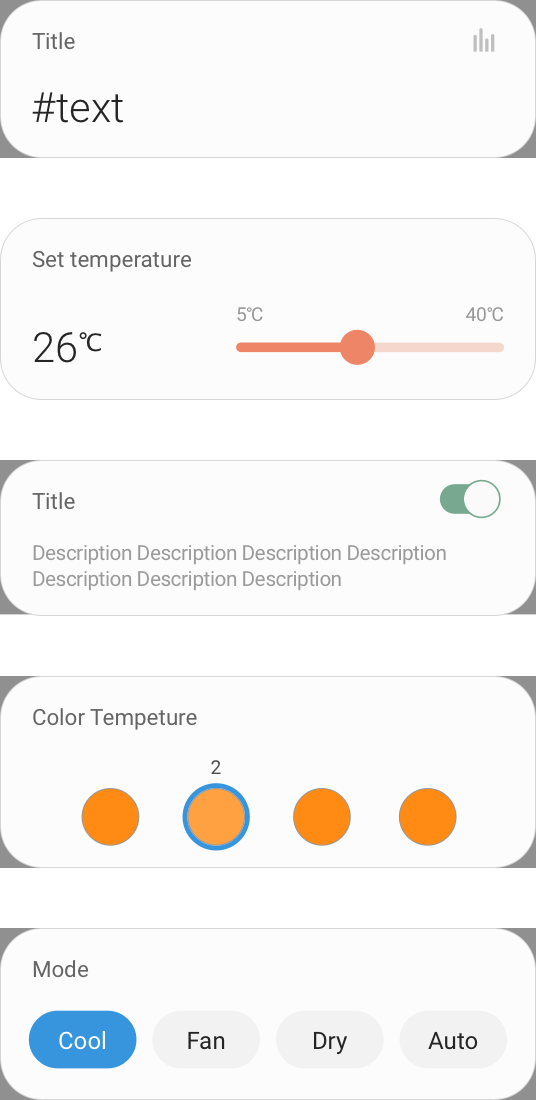 Title
#text
Set temperature
5℃ 40℃
26℃
Title
Description Description Description Description
Description Description Description
Color Tempeture
2
Mode
Cool Fan Dry Auto